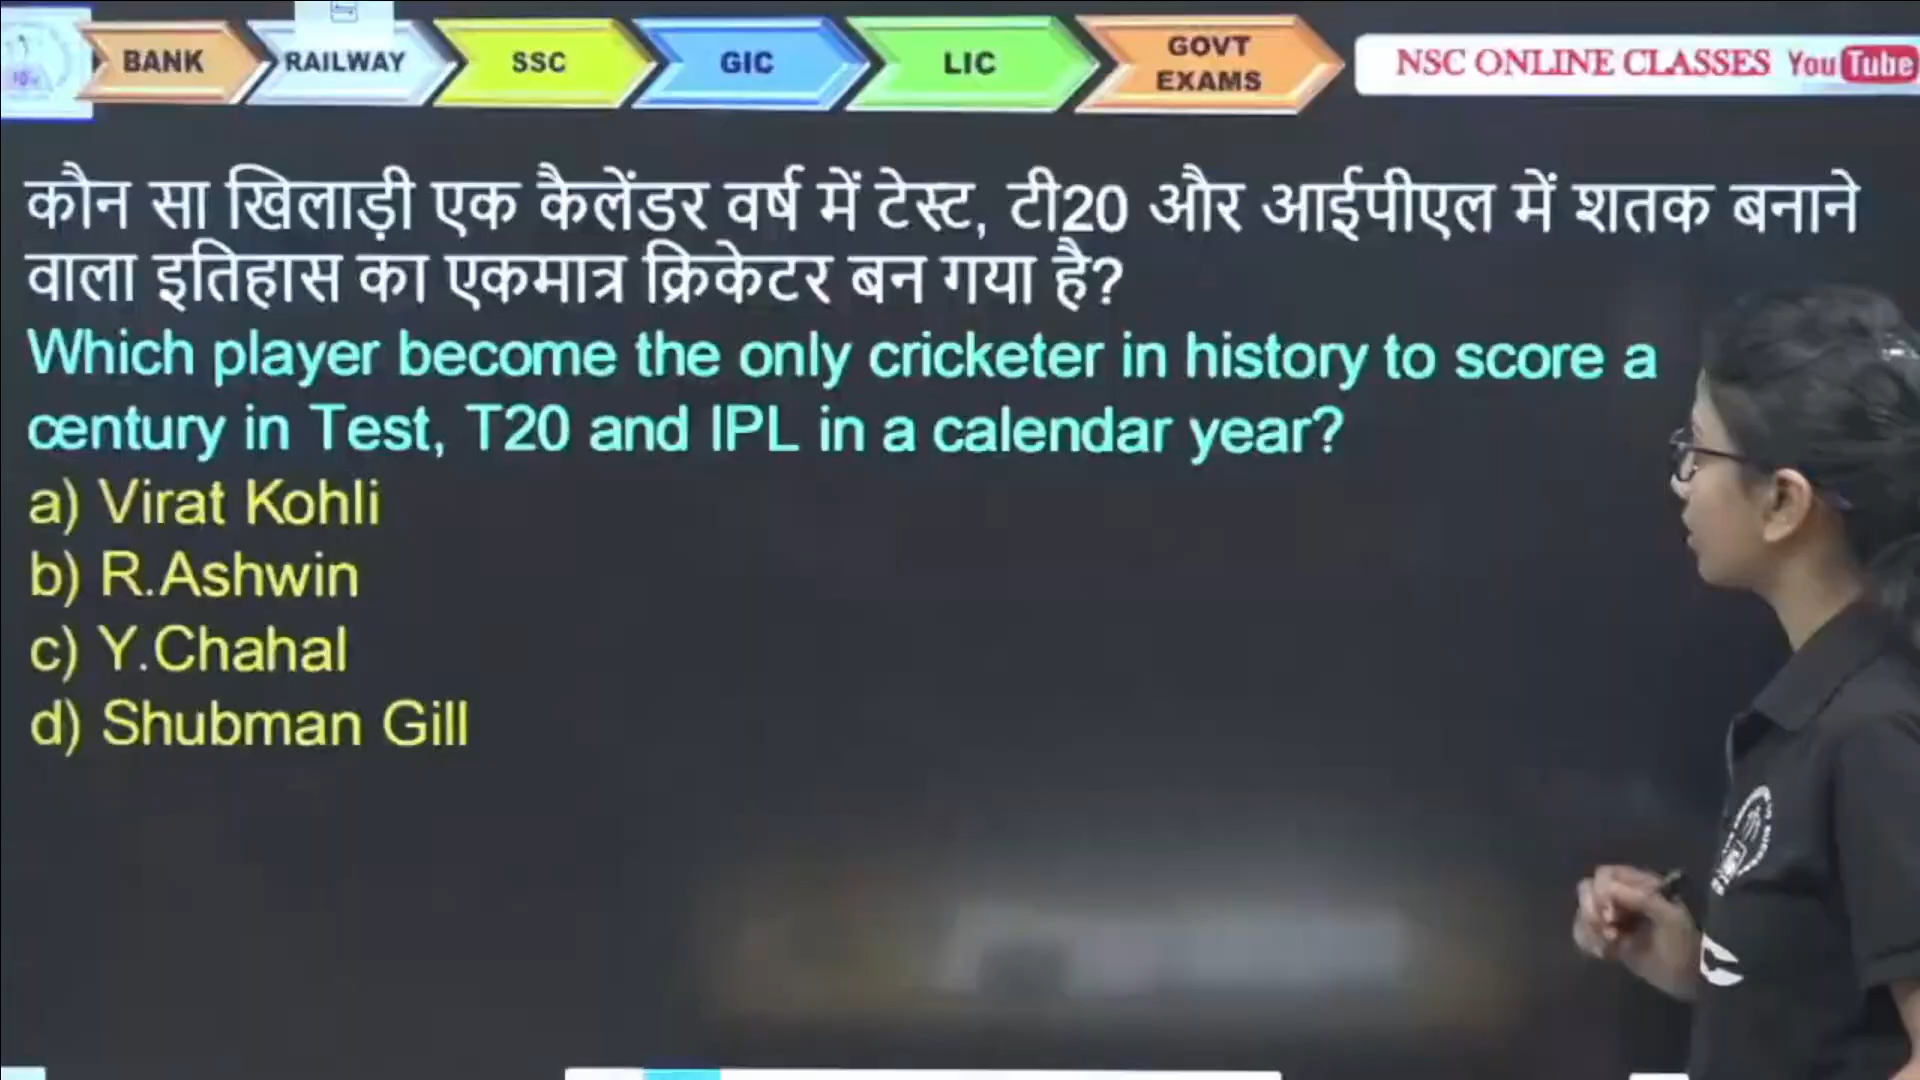 BANK
RAILWAY
SSC
GIC
LIC
GOVT
EXAMS
NSC ONLINE CLASSES YouTube
कौन सा खिलाड़ी एक कैलेंडर वर्ष में टेस्ट, टी20 और आईपीएल में शतक बनाने
वाला इतिहास का एकमात्र क्रिकेटर बन गया है?
Which player become the only cricketer in history to score a
century in Test, T20 and IPL in a calendar year?
a) Virat Kohli
b) R.Ashwin
c) Y.Chahal
d) Shubman Gill